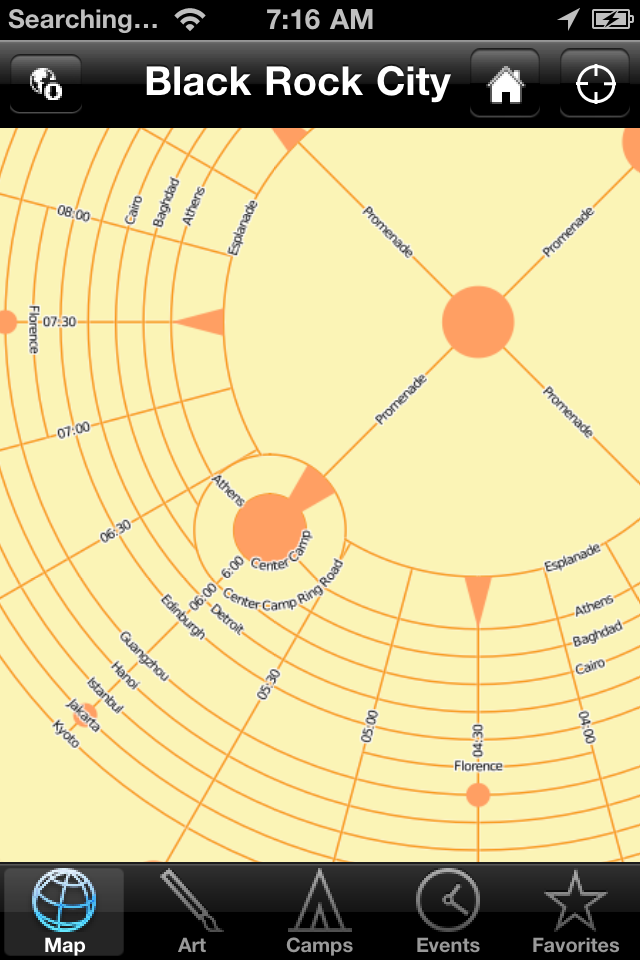 Searching...
7:16 AM
Black Rock City
08:00
Cairo
Baghdad
Athens
Esplanade
Promenade
Promenade
Florence
07:30
Promenade
Promenade
07:00
Athens
06:30
Center Camp
6:00
06:00
Center Camp Ring Road
Esplanade
Athens
Baghdad
Cairo
Edinburgh
Detroit
Guangzhou
Hanoi
Istanbul
Jakarta
Kyoto
05:30
05:00
04:30
04:00
Florence
Map
Art
Camps
Events
Favorites